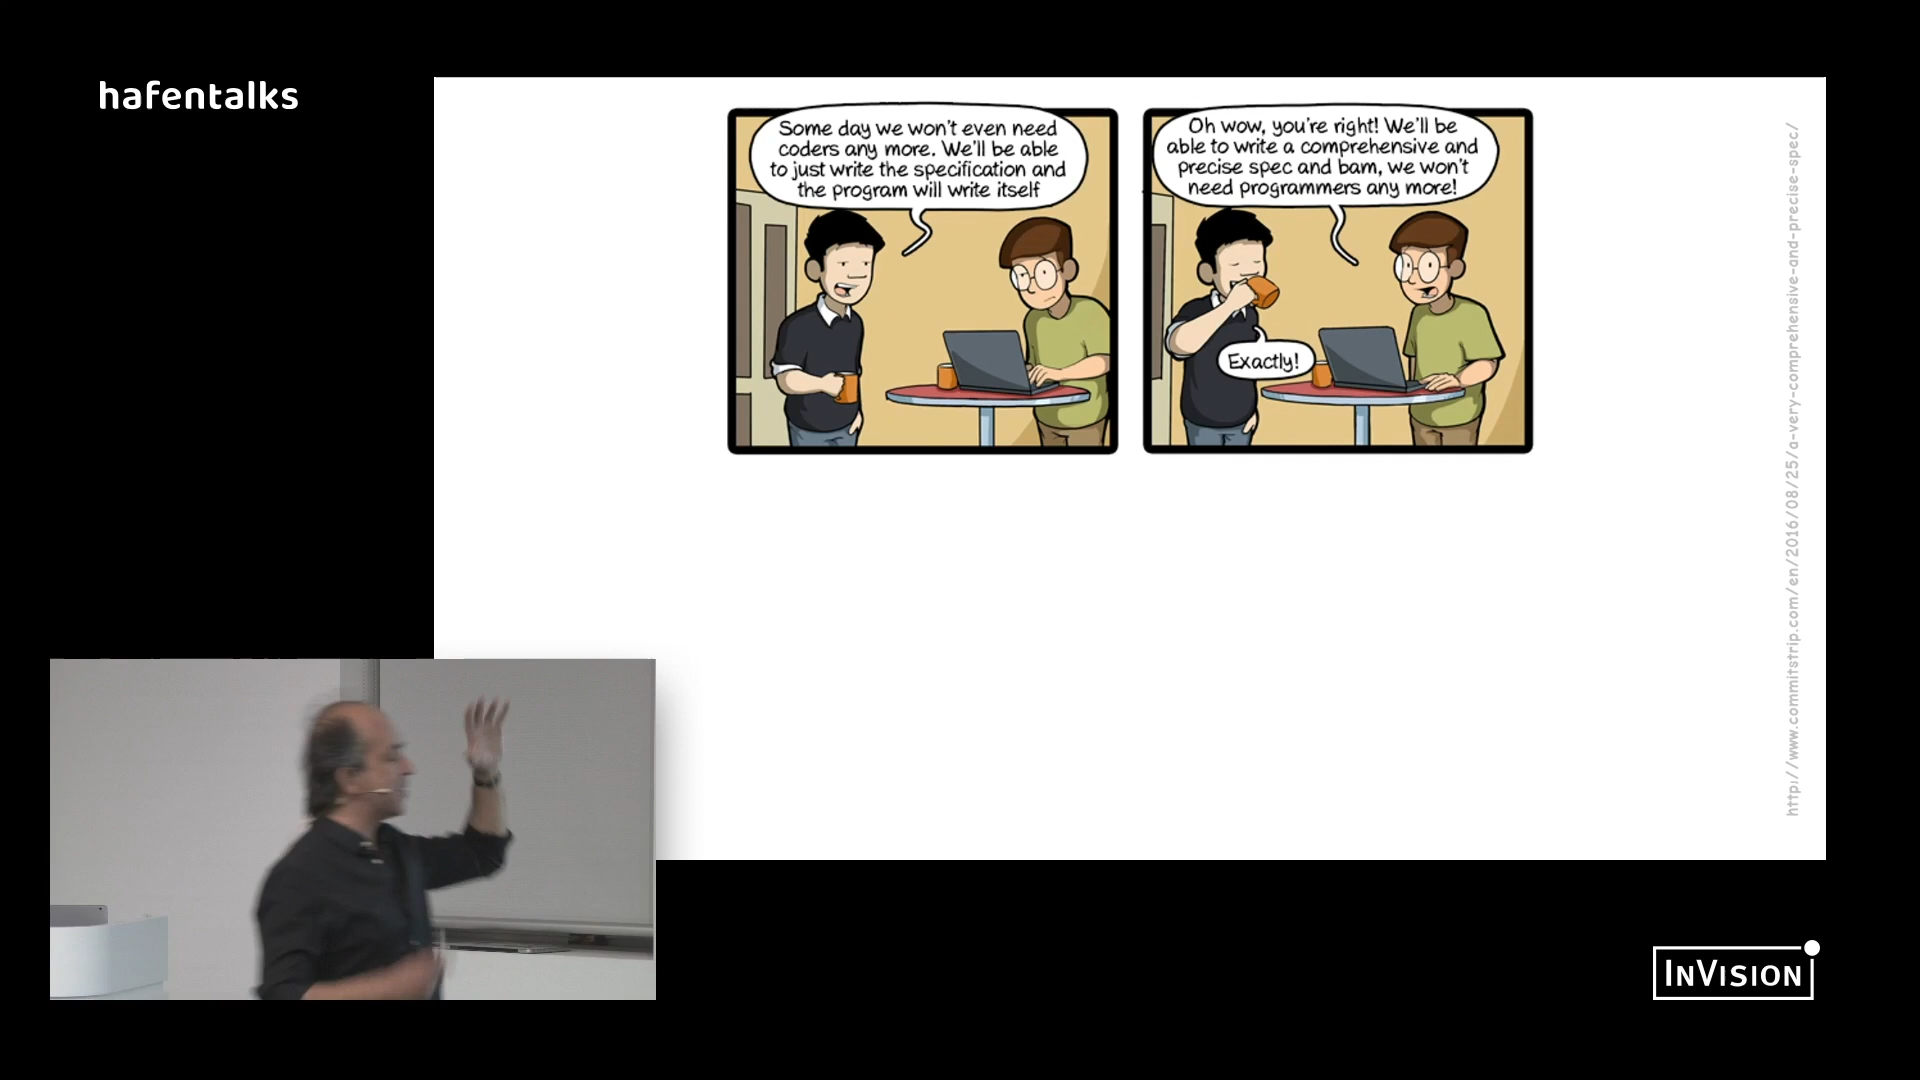 hafentalks
Some day we won't even need
coders any more. We'll be able
to just write the specification and
the program will write itself
Oh wow, you're right! We'll be
able to write a comprehensive and
precise spec and bam, we won't
need programmers any more!
Exactly!
http://www.commitstrip.com/en/2016/08/25/a-very-comprehensive-and-precise-spec/
INVISION